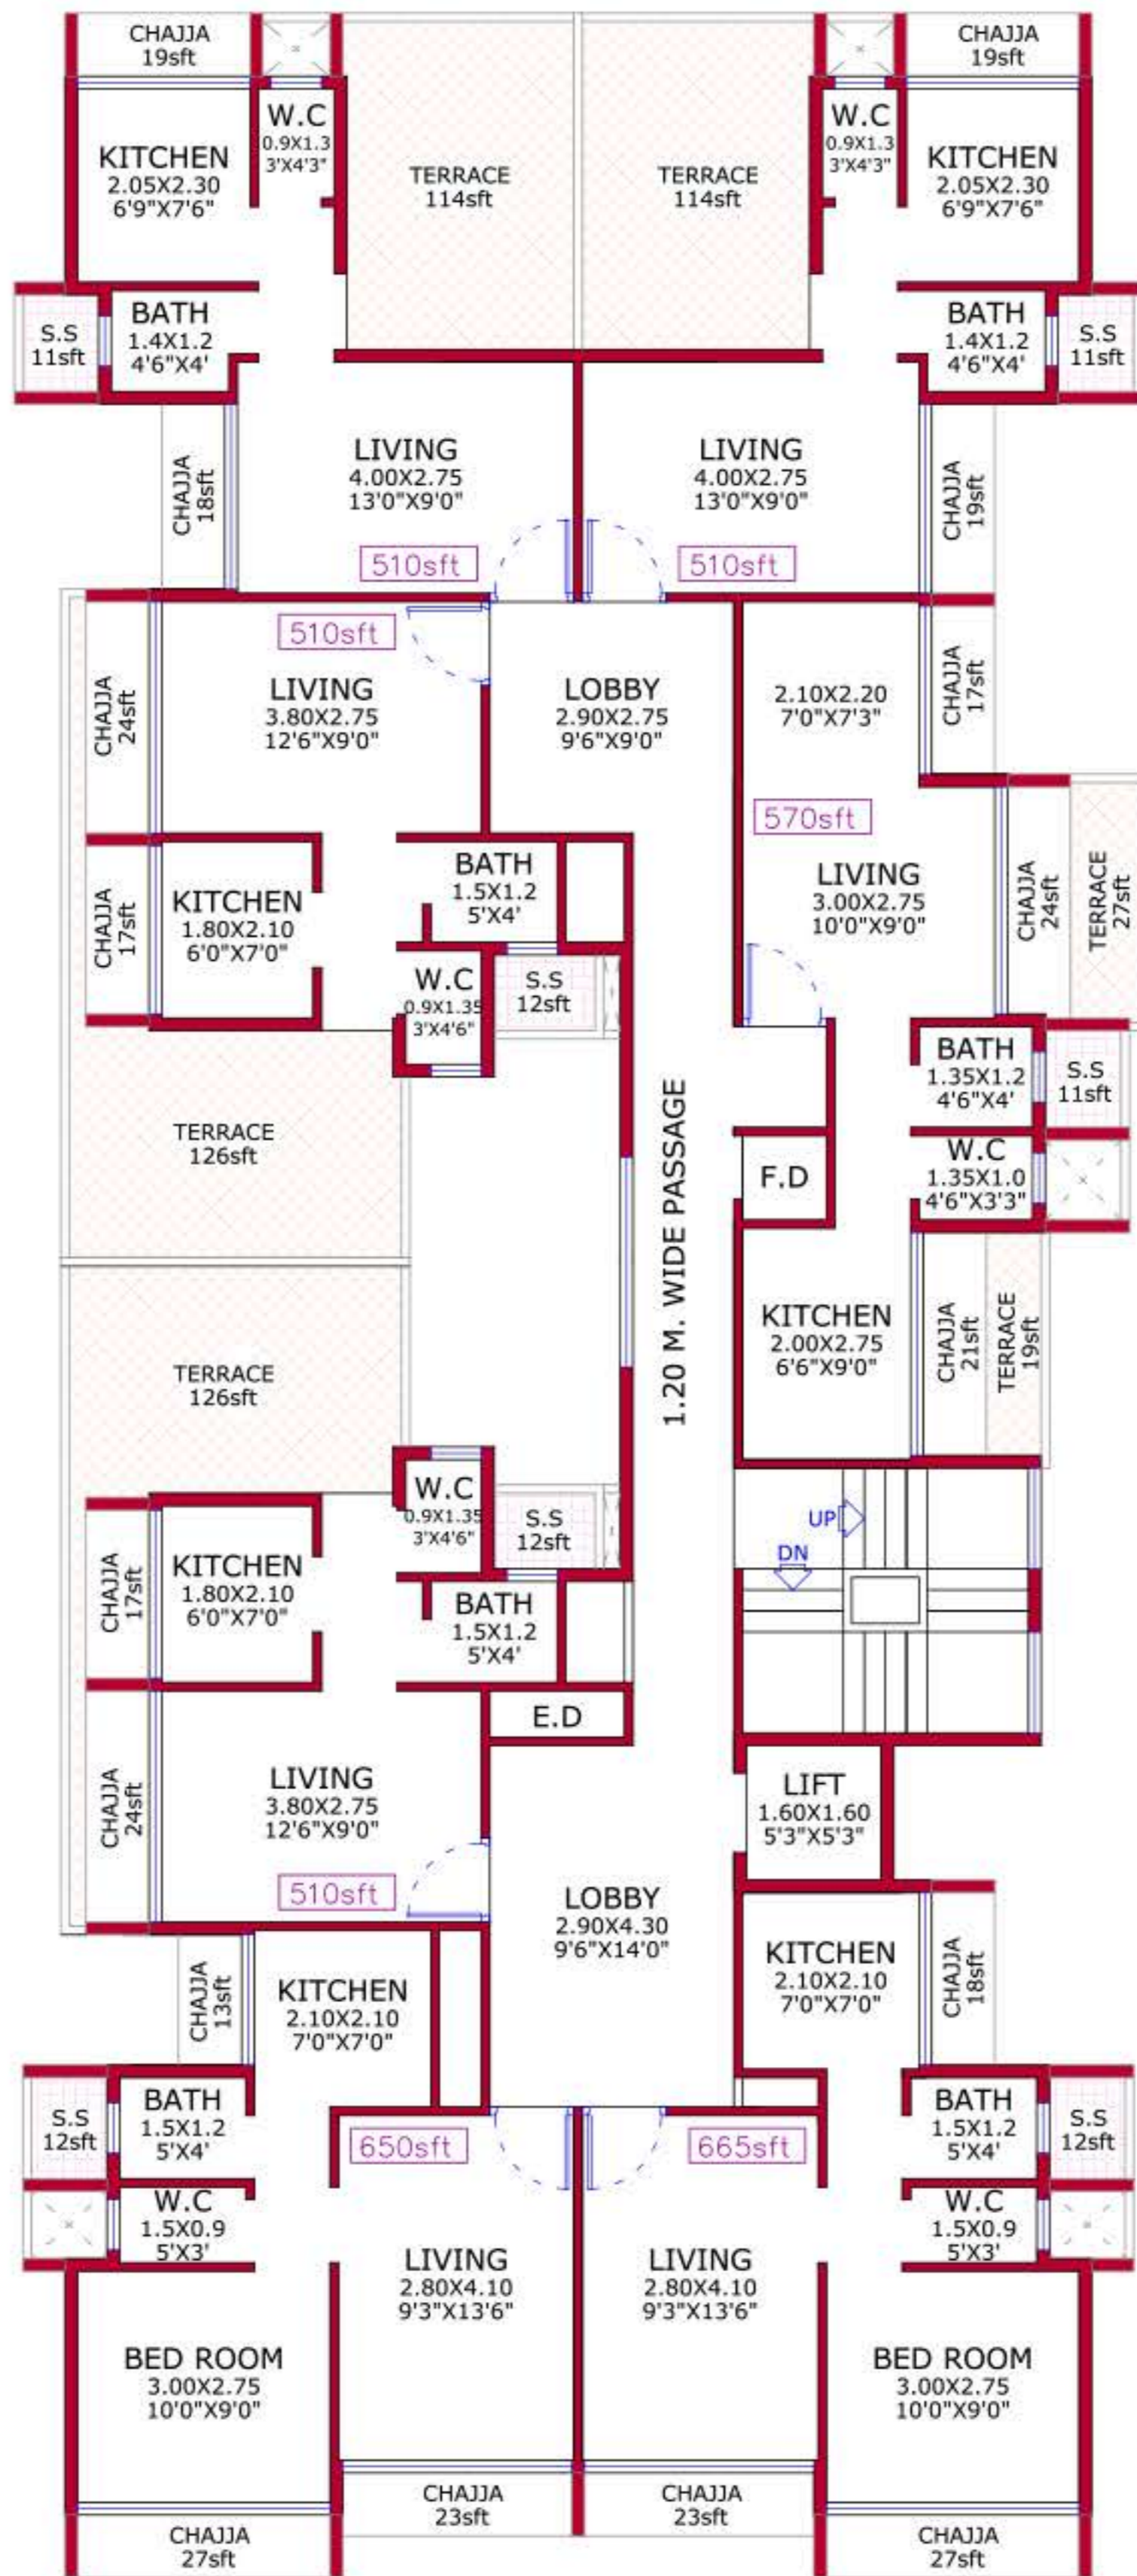 CHAJJA
19sft
CHAJJA
19sft
W.C
0.9X1.3
3'X4'3"
W.C
0.9X1.3
3'X4'3"
KITCHEN
2.05X2.30
6'9"X7'6"
TERRACE
114sft
TERRACE
114sft
KITCHEN
2.05X2.30
6'9"X7'6"
S.S
11sft
BATH
1.4X1.2
4'6"X4'
BATH
1.4X1.2
4'6"X4'
S.S
11sft
CHAJJA
18sft
LIVING
4.00X2.75
13'0"X9'0"
LIVING
4.00X2.75
13'0"X9'0"
CHAJJA
19sft
510sft
510sft
510sft
CHAJJA
24sft
LIVING
3.80X2.75
12'6"X9'0"
LOBBY
2.90X2.75
9'6"X9'0"
2.10X2.20
7'0"X7'3"
CHAJJA
17sft
570sft
CHAJJA
17sft
KITCHEN
1.80X2.10
6'0"X7'0"
BATH
1.5X1.2
5'X4'
LIVING
3.00X2.75
10'0"X9'0"
CHAJJA
24sft
TERRACE
27sft
W.C
0.9X1.35
3'X4'6"
S.S
12sft
BATH
1.35X1.2
4'6"X4'
S.S
11sft
TERRACE
126sft
1.20 M. WIDE PASSAGE
F.D
W.C
1.35X1.0
4'6"X3'3"
TERRACE
126sft
KITCHEN
2.00X2.75
6'6"X9'0"
CHAJJA
21sft
TERRACE
19sft
W.C
0.9X1.35
3'X4'6"
S.S
12sft
UP
DN
CHAJJA
17sft
KITCHEN
1.80X2.10
6'0"X7'0"
BATH
1.5X1.2
5'X4'
E.D
CHAJJA
24sft
LIVING
3.80X2.75
12'6"X9'0"
LIFT
1.60X1.60
5'3"X5'3"
510sft
LOBBY
2.90X4.30
9'6"X14'0"
CHAJJA
13sft
KITCHEN
2.10X2.10
7'0"X7'0"
KITCHEN
2.10X2.10
7'0"X7'0"
CHAJJA
18sft
S.S
12sft
BATH
1.5X1.2
5'X4'
650sft
665sft
BATH
1.5X1.2
5'X4'
S.S
12sft
W.C
1.5X0.9
5'X3'
W.C
1.5X0.9
5'X3'
LIVING
2.80X4.10
9'3"X13'6"
LIVING
2.80X4.10
9'3"X13'6"
BED ROOM
3.00X2.75
10'0"X9'0"
BED ROOM
3.00X2.75
10'0"X9'0"
CHAJJA
23sft
CHAJJA
23sft
CHAJJA
27sft
CHAJJA
27sft